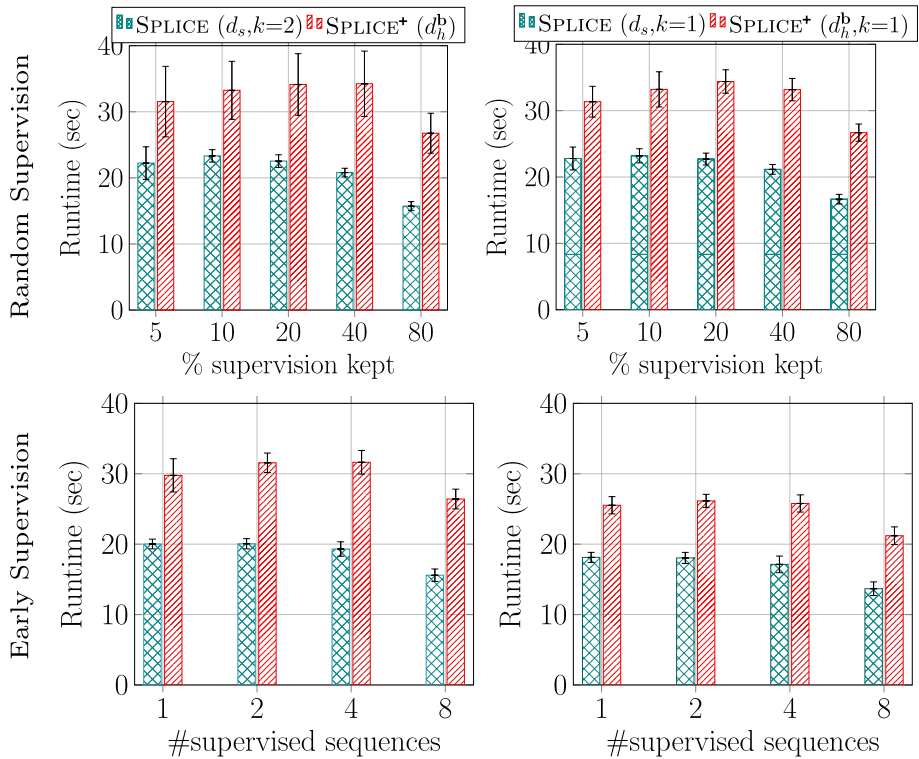 SPLICE (d_s,k=2) SPLICE⁺ (d_h^b)
SPLICE (d_s,k=1) SPLICE⁺ (d_h^b,k=1)
Random Supervision
Runtime (sec)
40
30
20
10
0
5 10 20 40 80
% supervision kept
Runtime (sec)
40
30
20
10
0
5 10 20 40 80
% supervision kept
Early Supervision
Runtime (sec)
40
30
20
10
0
1 2 4 8
#supervised sequences
Runtime (sec)
40
30
20
10
0
1 2 4 8
#supervised sequences